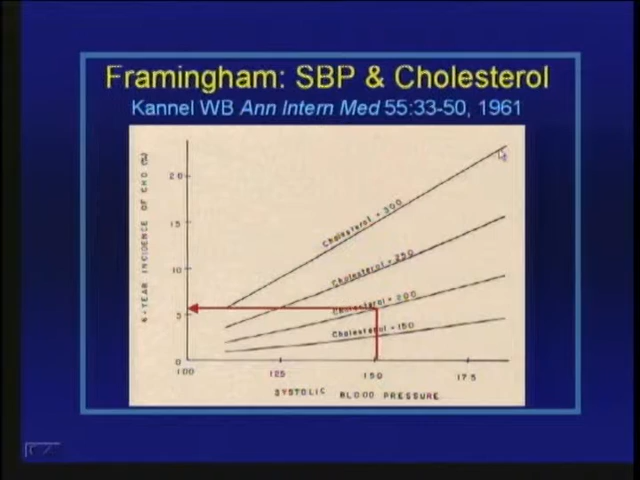 Framingham: SBP & Cholesterol
Kannel WB Ann Intern Med 55:33-50, 1961
6-YEAR INCIDENCE OF CHD (%)
20
15
10
5
0
Cholesterol = 300
Cholesterol = 250
Cholesterol = 200
Cholesterol = 150
100
125
150
175
SYSTOLIC BLOOD PRESSURE